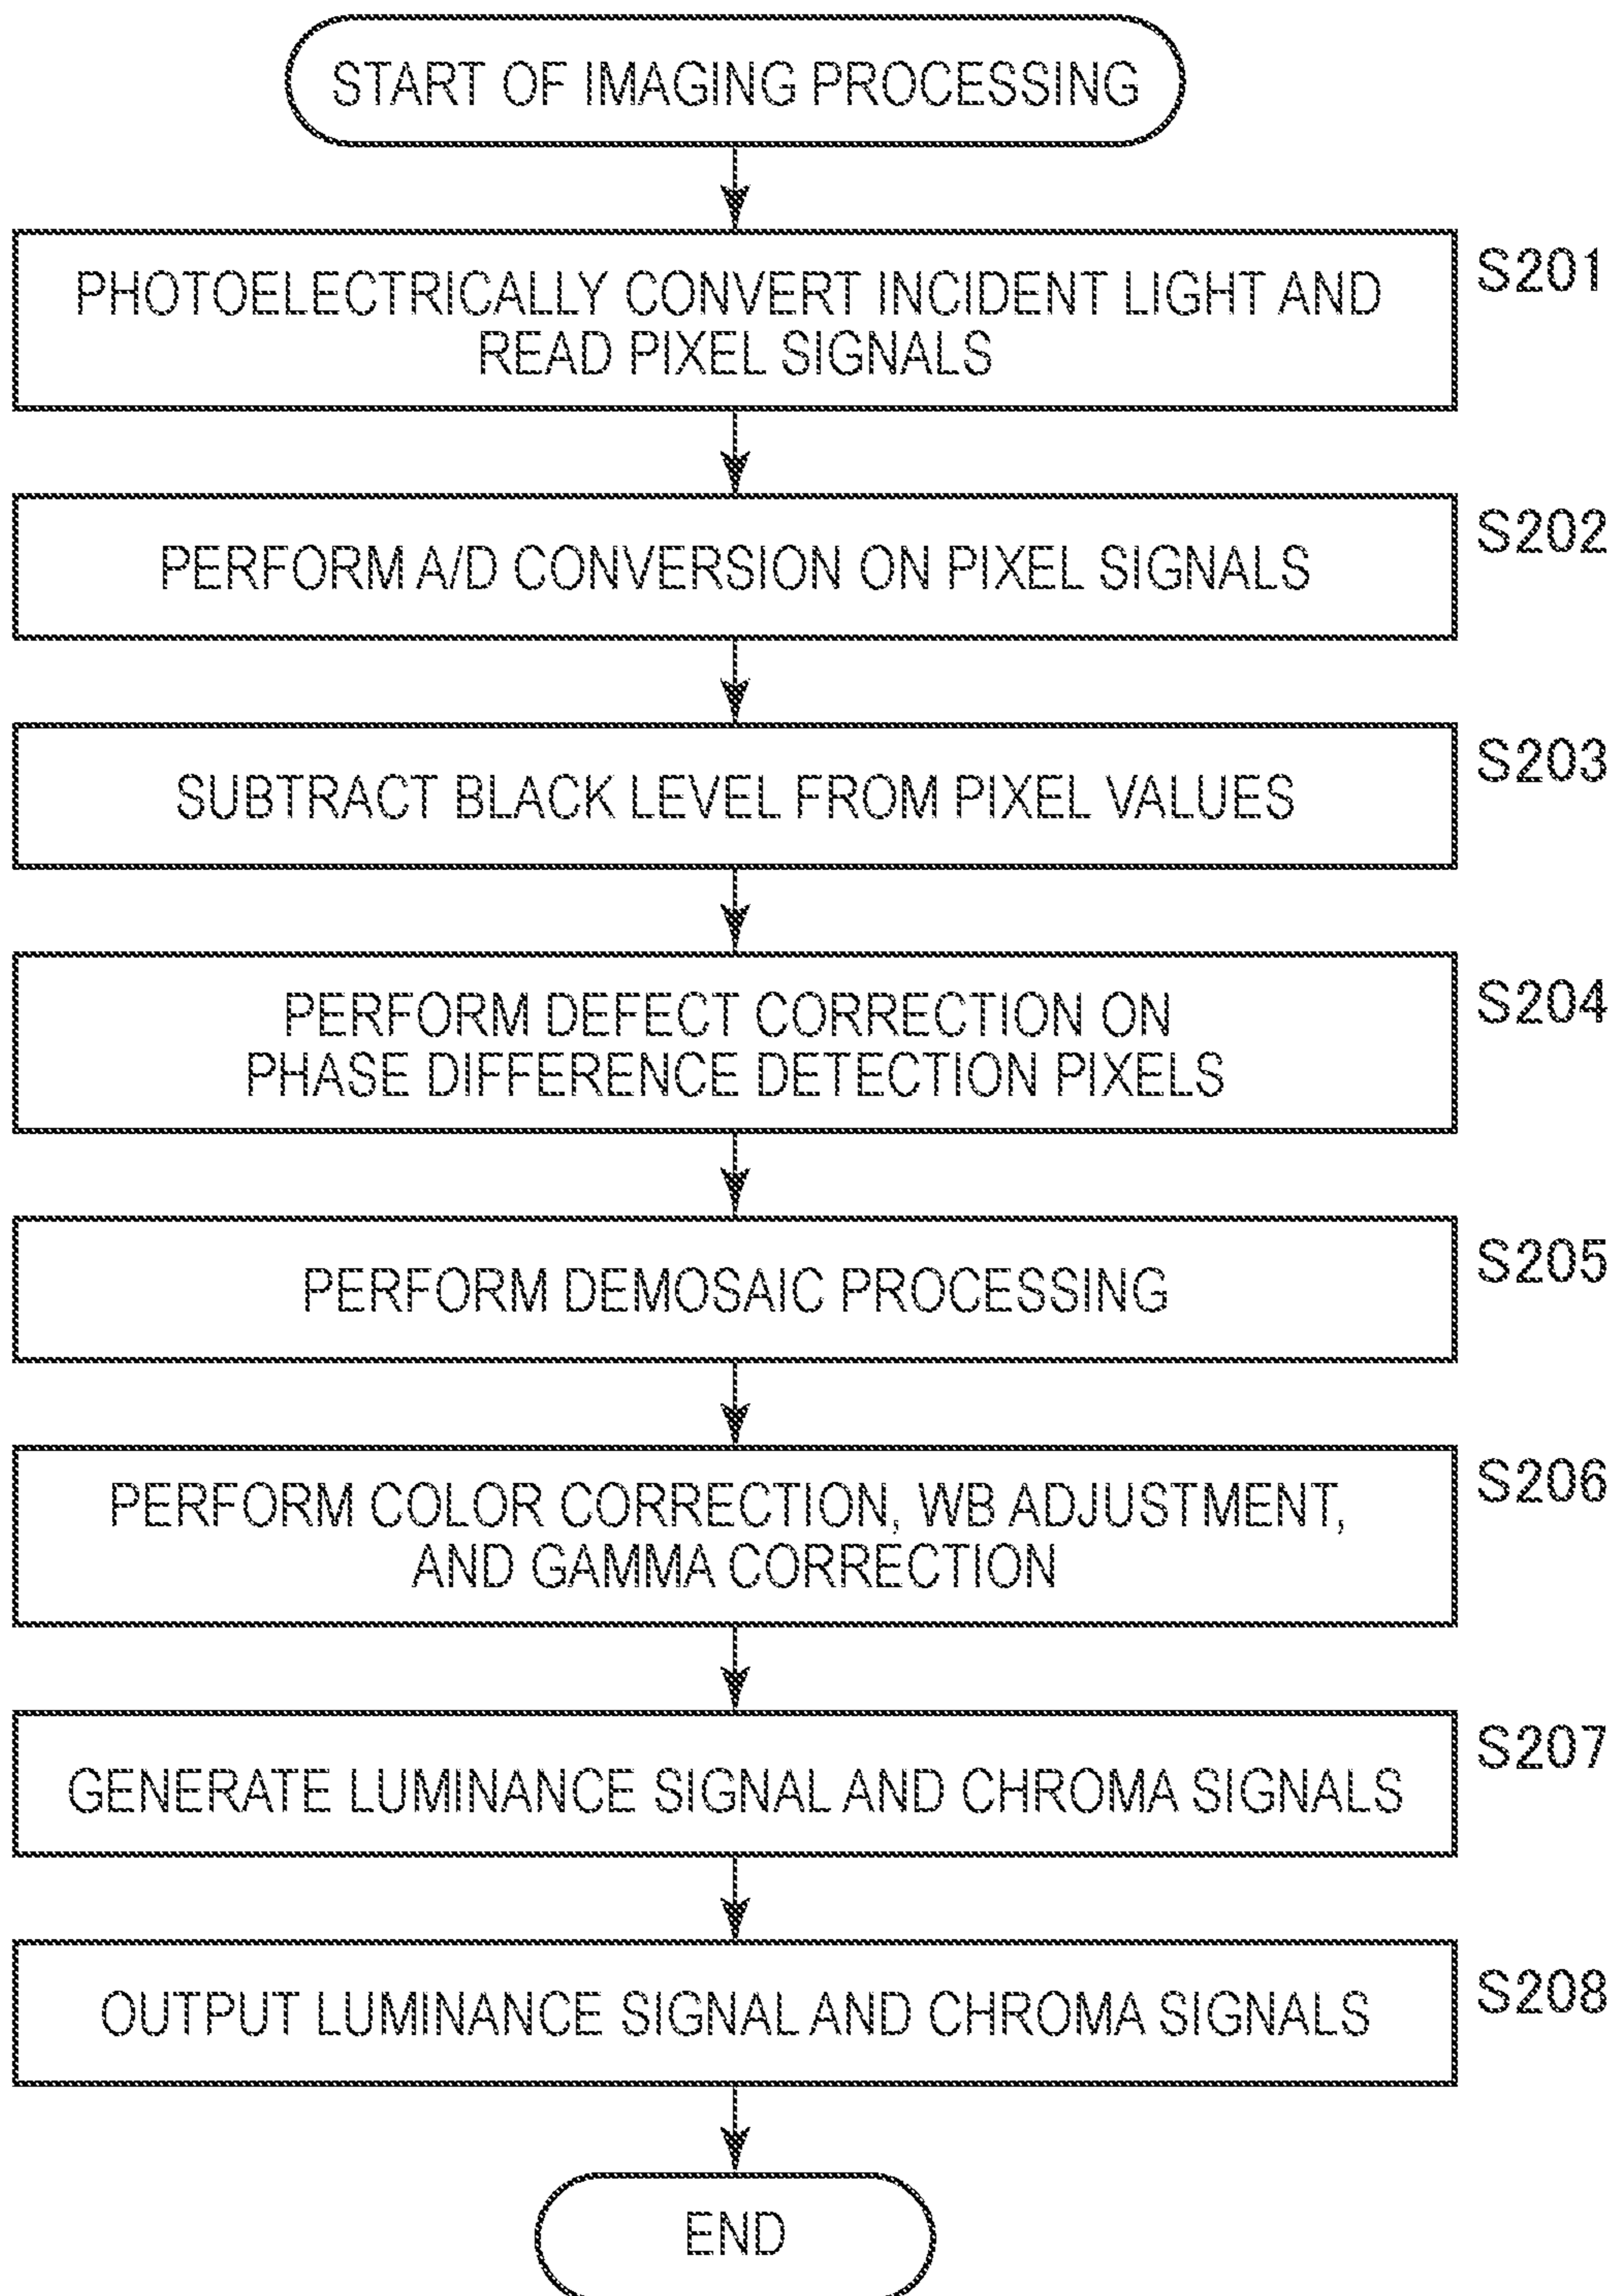 START OF IMAGING PROCESSING
PHOTOELECTRICALLY CONVERT INCIDENT LIGHT AND
READ PIXEL SIGNALS
S201
PERFORM A/D CONVERSION ON PIXEL SIGNALS
S202
SUBTRACT BLACK LEVEL FROM PIXEL VALUES
S203
PERFORM DEFECT CORRECTION ON
PHASE DIFFERENCE DETECTION PIXELS
S204
PERFORM DEMOSAIC PROCESSING
S205
PERFORM COLOR CORRECTION, WB ADJUSTMENT,
AND GAMMA CORRECTION
S206
GENERATE LUMINANCE SIGNAL AND CHROMA SIGNALS
S207
OUTPUT LUMINANCE SIGNAL AND CHROMA SIGNALS
S208
END